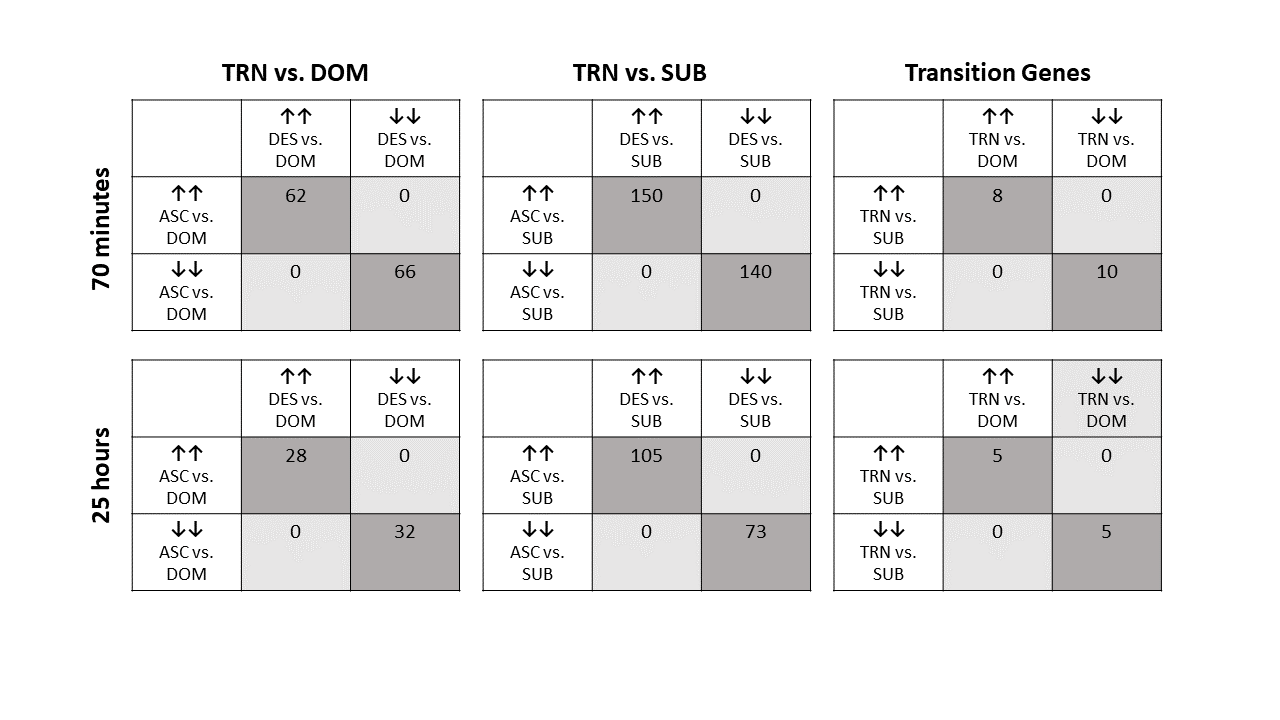 TRN vs. DOM
TRN vs. SUB
Transition Genes
70 minutes
↑↑
DES vs.
DOM
↓↓
DES vs.
DOM
↑↑
ASC vs.
DOM
62
0
↓↓
ASC vs.
DOM
0
66
↑↑
DES vs.
SUB
↓↓
DES vs.
SUB
↑↑
ASC vs.
SUB
150
0
↓↓
ASC vs.
SUB
0
140
↑↑
TRN vs.
DOM
↓↓
TRN vs.
DOM
↑↑
TRN vs.
SUB
8
0
↓↓
TRN vs.
SUB
0
10
25 hours
↑↑
DES vs.
DOM
↓↓
DES vs.
DOM
↑↑
ASC vs.
DOM
28
0
↓↓
ASC vs.
DOM
0
32
↑↑
DES vs.
SUB
↓↓
DES vs.
SUB
↑↑
ASC vs.
SUB
105
0
↓↓
ASC vs.
SUB
0
73
↑↑
TRN vs.
DOM
↓↓
TRN vs.
DOM
↑↑
TRN vs.
SUB
5
0
↓↓
TRN vs.
SUB
0
5